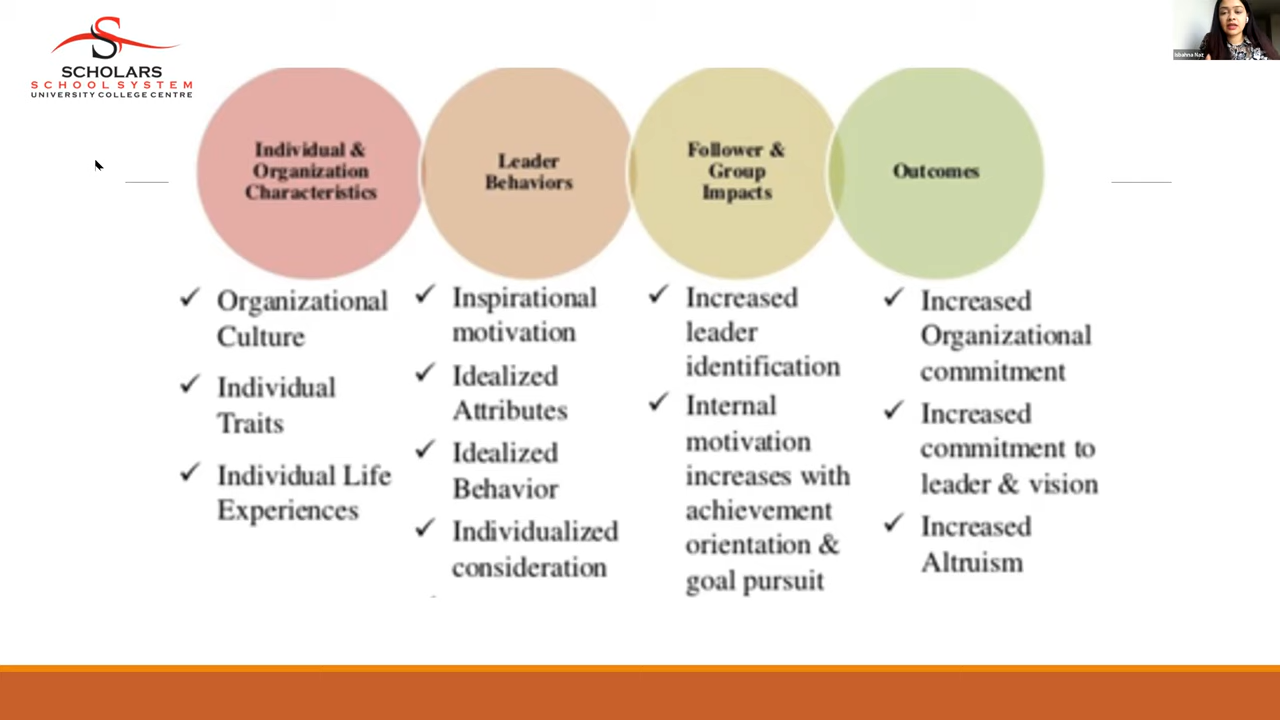 SCHOLARS
SCHOOL SYSTEM
UNIVERSITY COLLEGE CENTRE
Individual &
Organization
Characteristics
Leader
Behaviors
Follower &
Group
Impacts
Outcomes
✓ Organizational
Culture
✓ Individual
Traits
✓ Individual Life
Experiences
✓ Inspirational
motivation
✓ Idealized
Attributes
✓ Idealized
Behavior
✓ Individualized
consideration
✓ Increased
leader
identification
✓ Internal
motivation
increases with
achievement
orientation &
goal pursuit
✓ Increased
Organizational
commitment
✓ Increased
commitment to
leader & vision
✓ Increased
Altruism